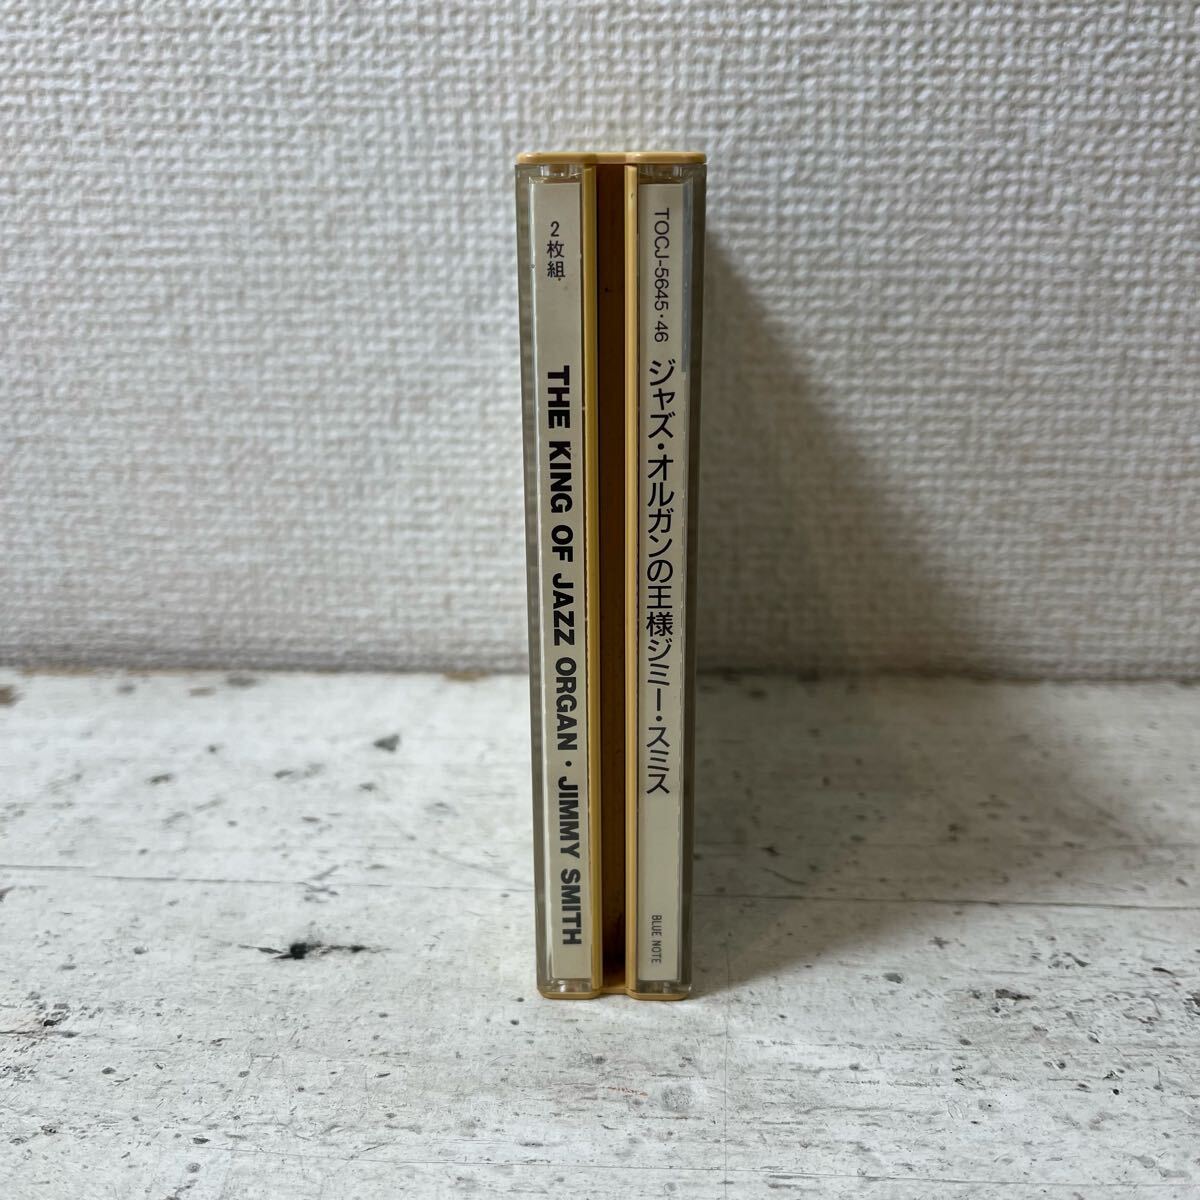 2枚組
THE KING OF JAZZ ORGAN・JIMMY SMITH
TOCJ-5645・46
ジャズ・オルガンの王様ジミー・スミス
BLUE NOTE